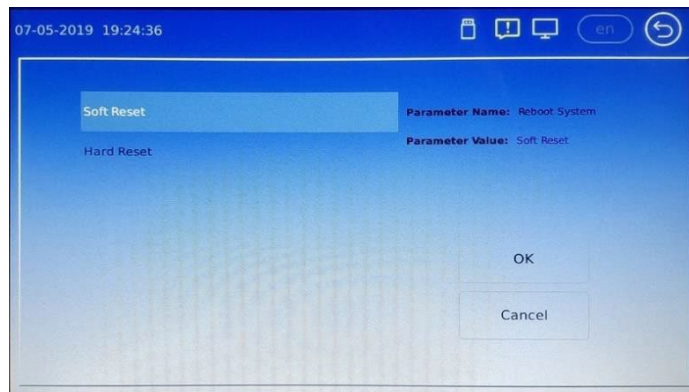 07-05-2019 19:24:36
en
Soft Reset
Parameter Name: Reboot System
Hard Reset
Parameter Value: Soft Reset
OK
Cancel